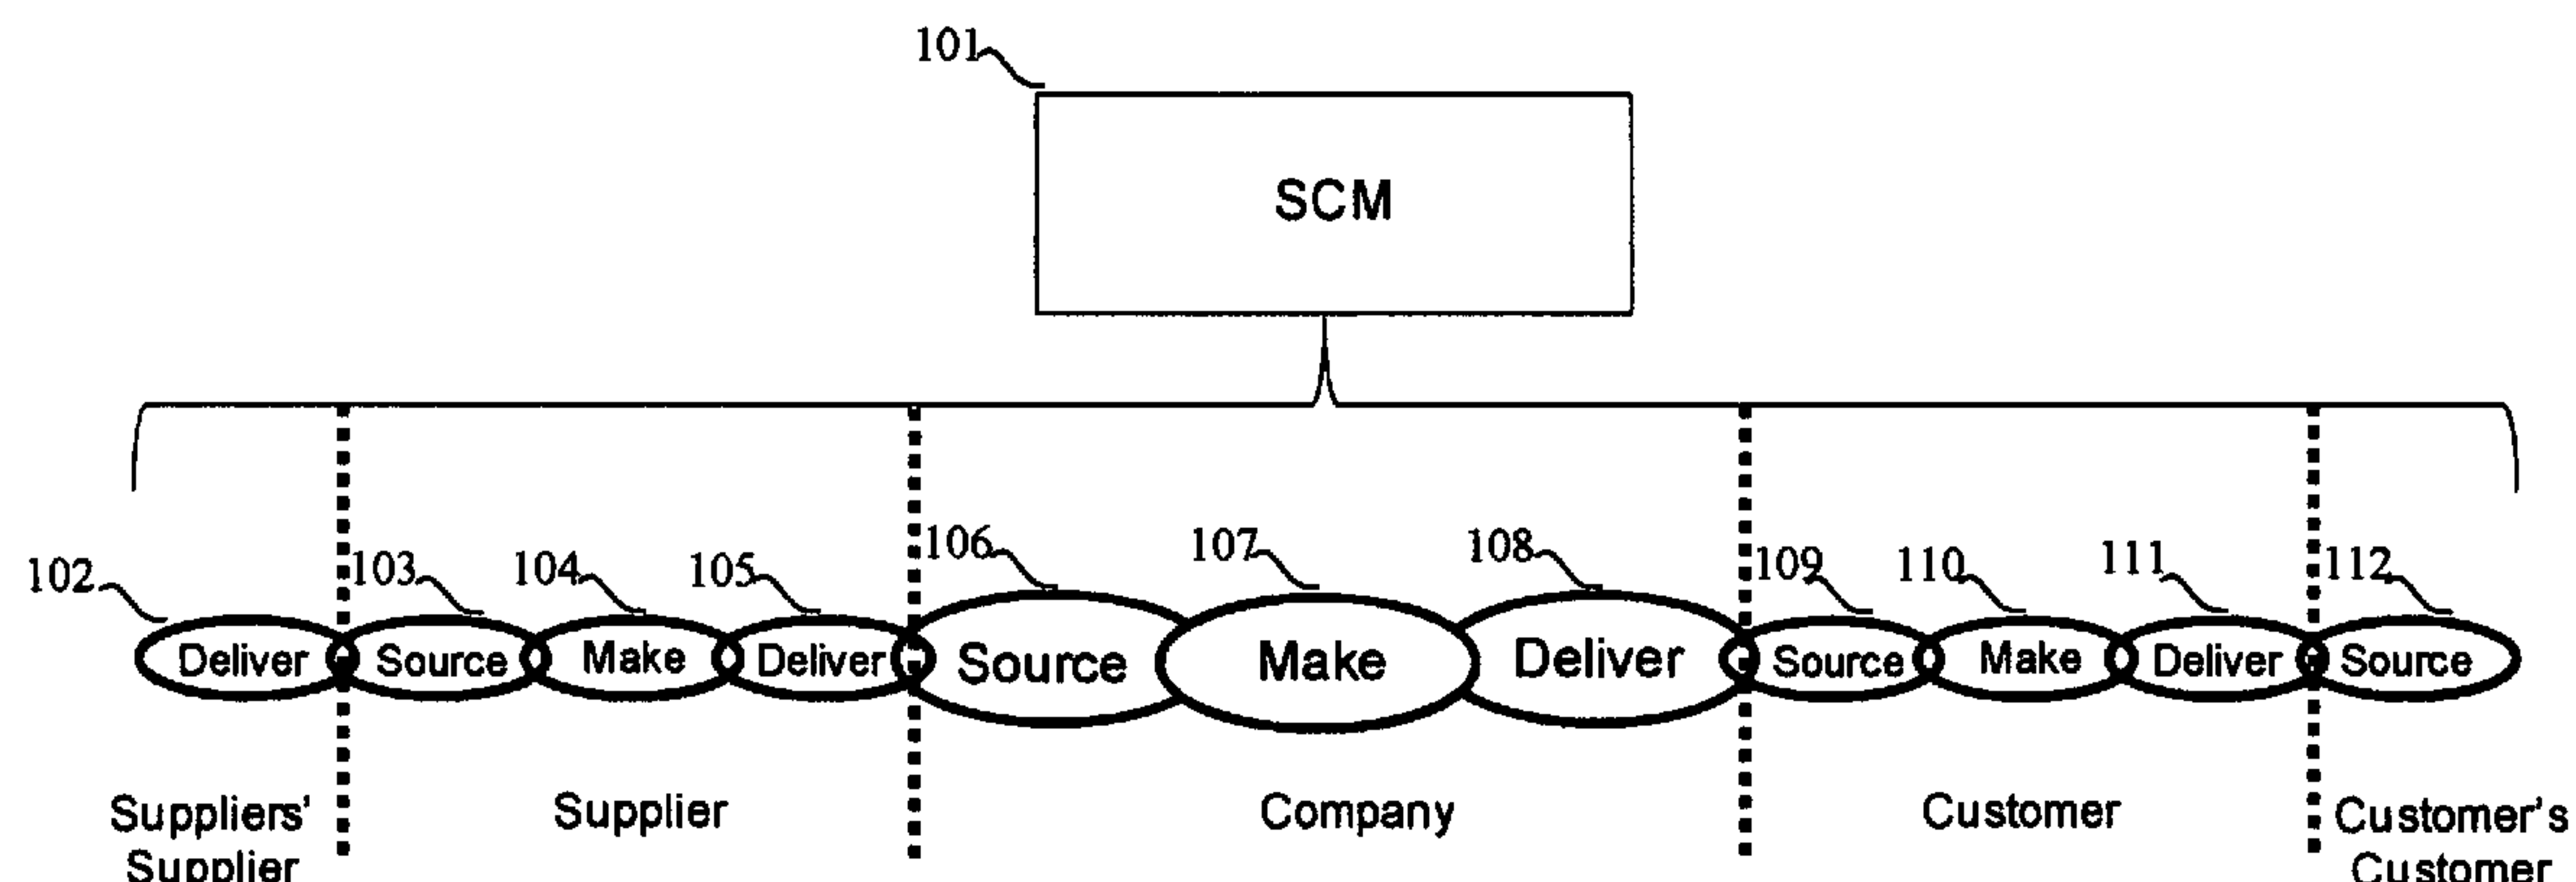 101
SCM
102
103
104
105
106
107
108
109
110
111
112
Deliver
Source
Make
Deliver
Source
Make
Deliver
Source
Make
Deliver
Source
Suppliers'
Supplier
Supplier
Company
Customer
Customer's
Customer